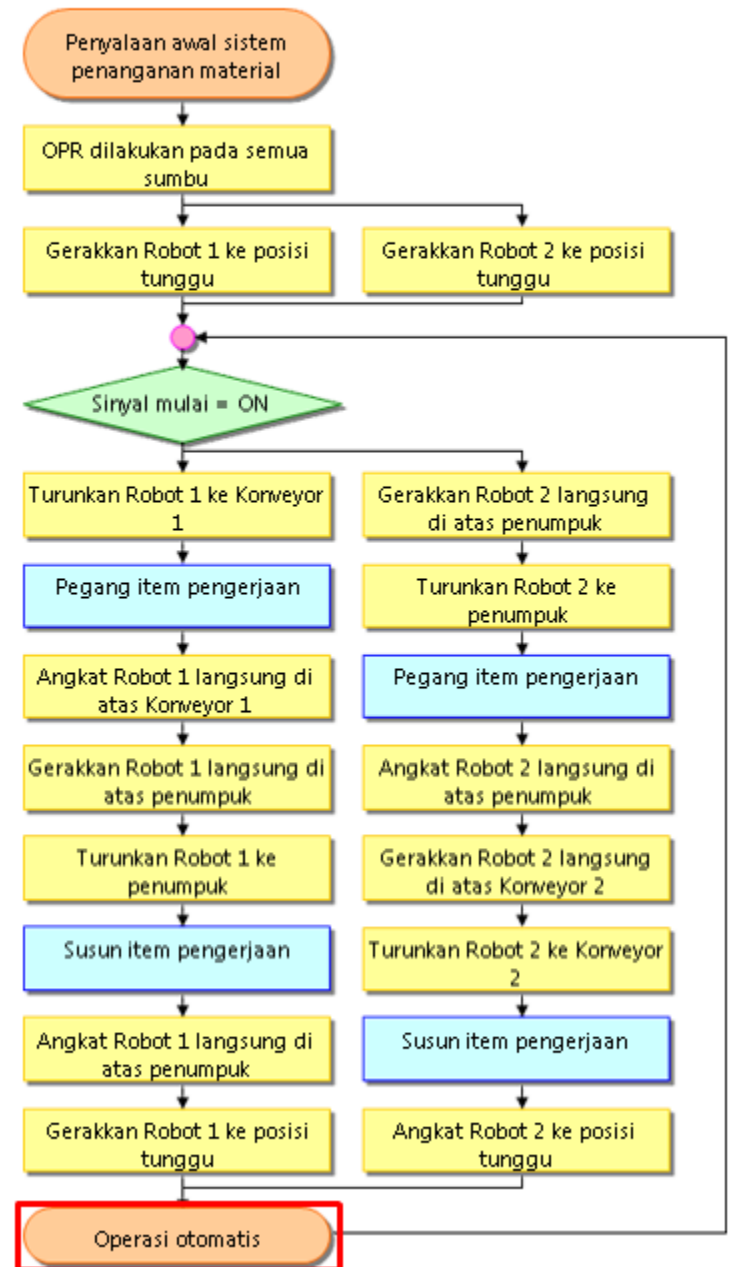 Penyalaan awal sistem
penanganan material
OPR dilakukan pada semua
sumbu
Gerakkan Robot 1 ke posisi
tunggu
Gerakkan Robot 2 ke posisi
tunggu
Sinyal mulai = ON
Turunkan Robot 1 ke Konveyor
1
Pegang item pengerjaan
Angkat Robot 1 langsung di
atas Konveyor 1
Gerakkan Robot 1 langsung di
atas penumpuk
Turunkan Robot 1 ke
penumpuk
Susun item pengerjaan
Angkat Robot 1 langsung di
atas penumpuk
Gerakkan Robot 1 ke posisi
tunggu
Gerakkan Robot 2 langsung
di atas penumpuk
Turunkan Robot 2 ke
penumpuk
Pegang item pengerjaan
Angkat Robot 2 langsung di
atas penumpuk
Gerakkan Robot 2 langsung
di atas Konveyor 2
Turunkan Robot 2 ke Konveyor
2
Susun item pengerjaan
Angkat Robot 2 ke posisi
tunggu
Operasi otomatis